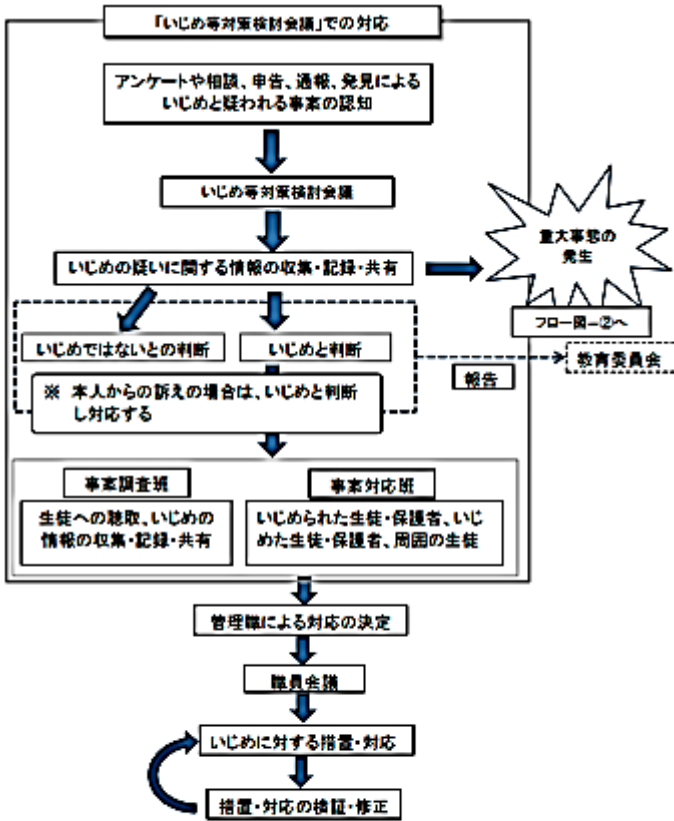 「いじめ等対策検討会議」での対応
アンケートや相談、申告、通報、発見による
いじめと疑われる事案の認知
いじめ等対策検討会議
いじめの疑いに関する情報の収集・記録・共有
重大事態の
発生
フロー図－②へ
いじめではないとの判断
いじめと判断
教育委員会
報告
※ 本人からの訴えの場合は、いじめと判断
し対応する
事案調査班
生徒への聴取、いじめの
情報の収集・記録・共有
事案対応班
いじめられた生徒・保護者、いじ
めた生徒・保護者、周囲の生徒
管理職による対応の決定
職員会議
いじめに対する措置・対応
措置・対応の検証・修正